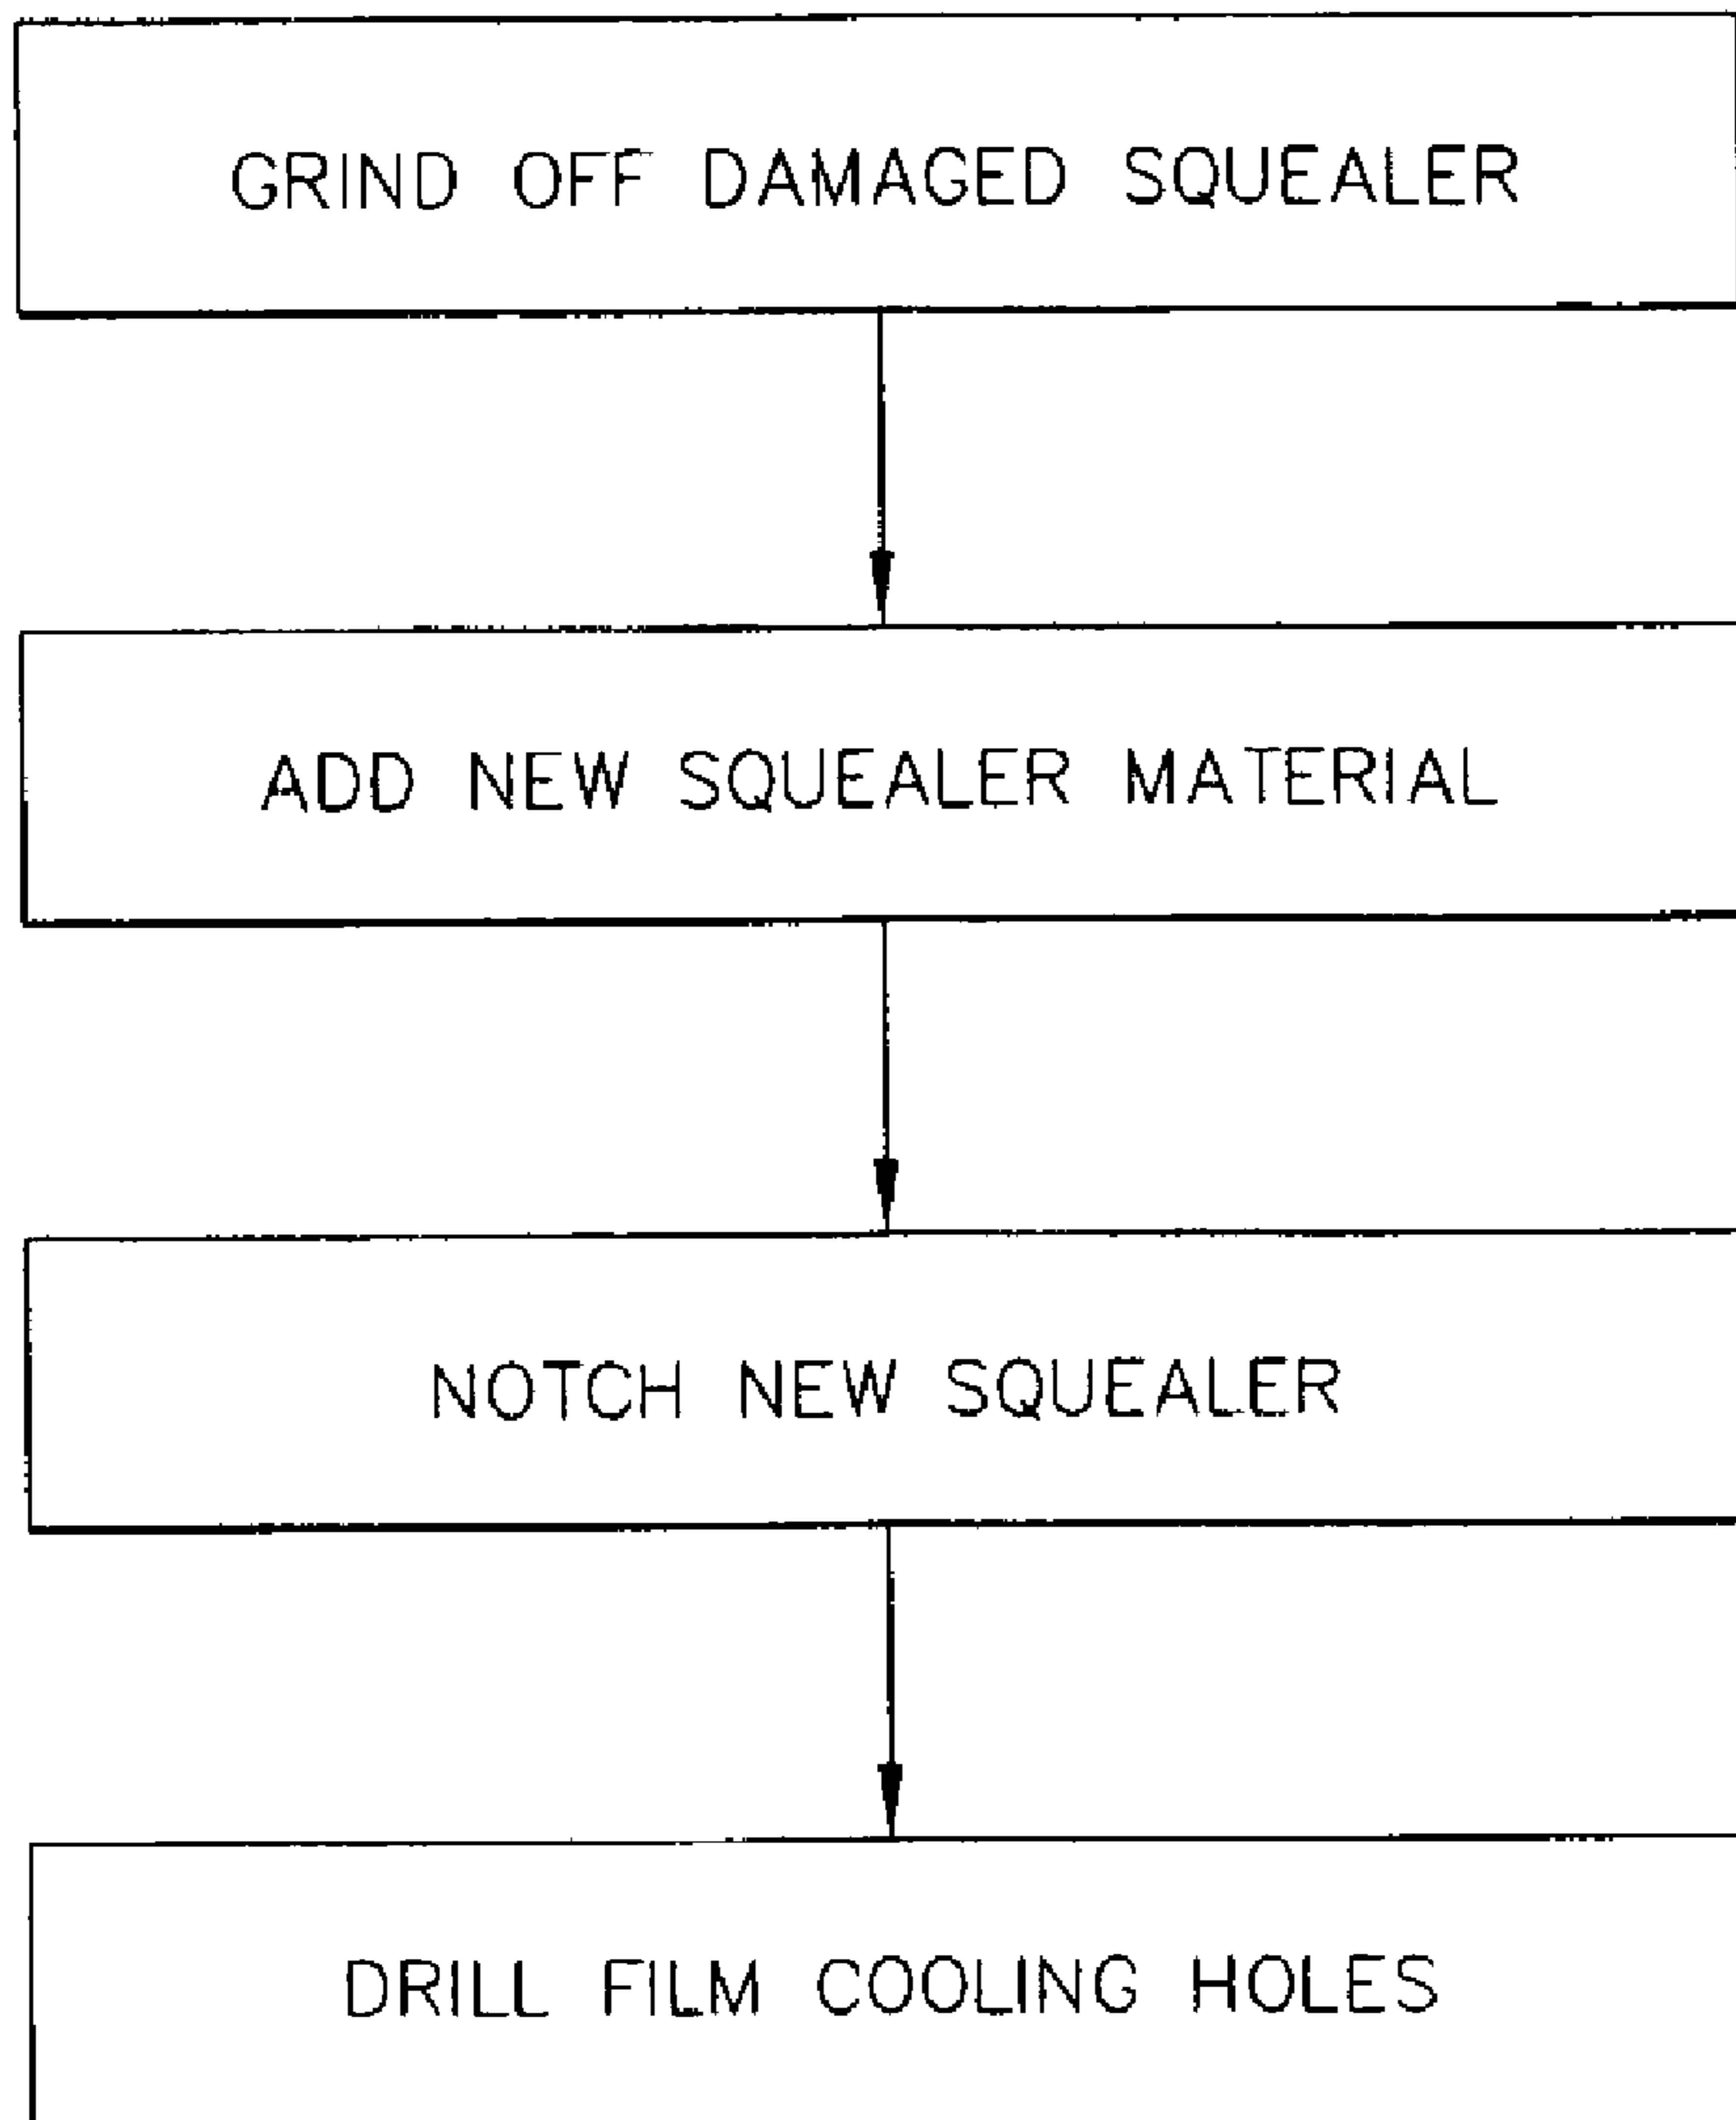 GRIND OFF DAMAGED SQUEALER
ADD NEW SQUEALER MATERIAL
NOTCH NEW SQUEALER
DRILL FILM COOLING HOLES